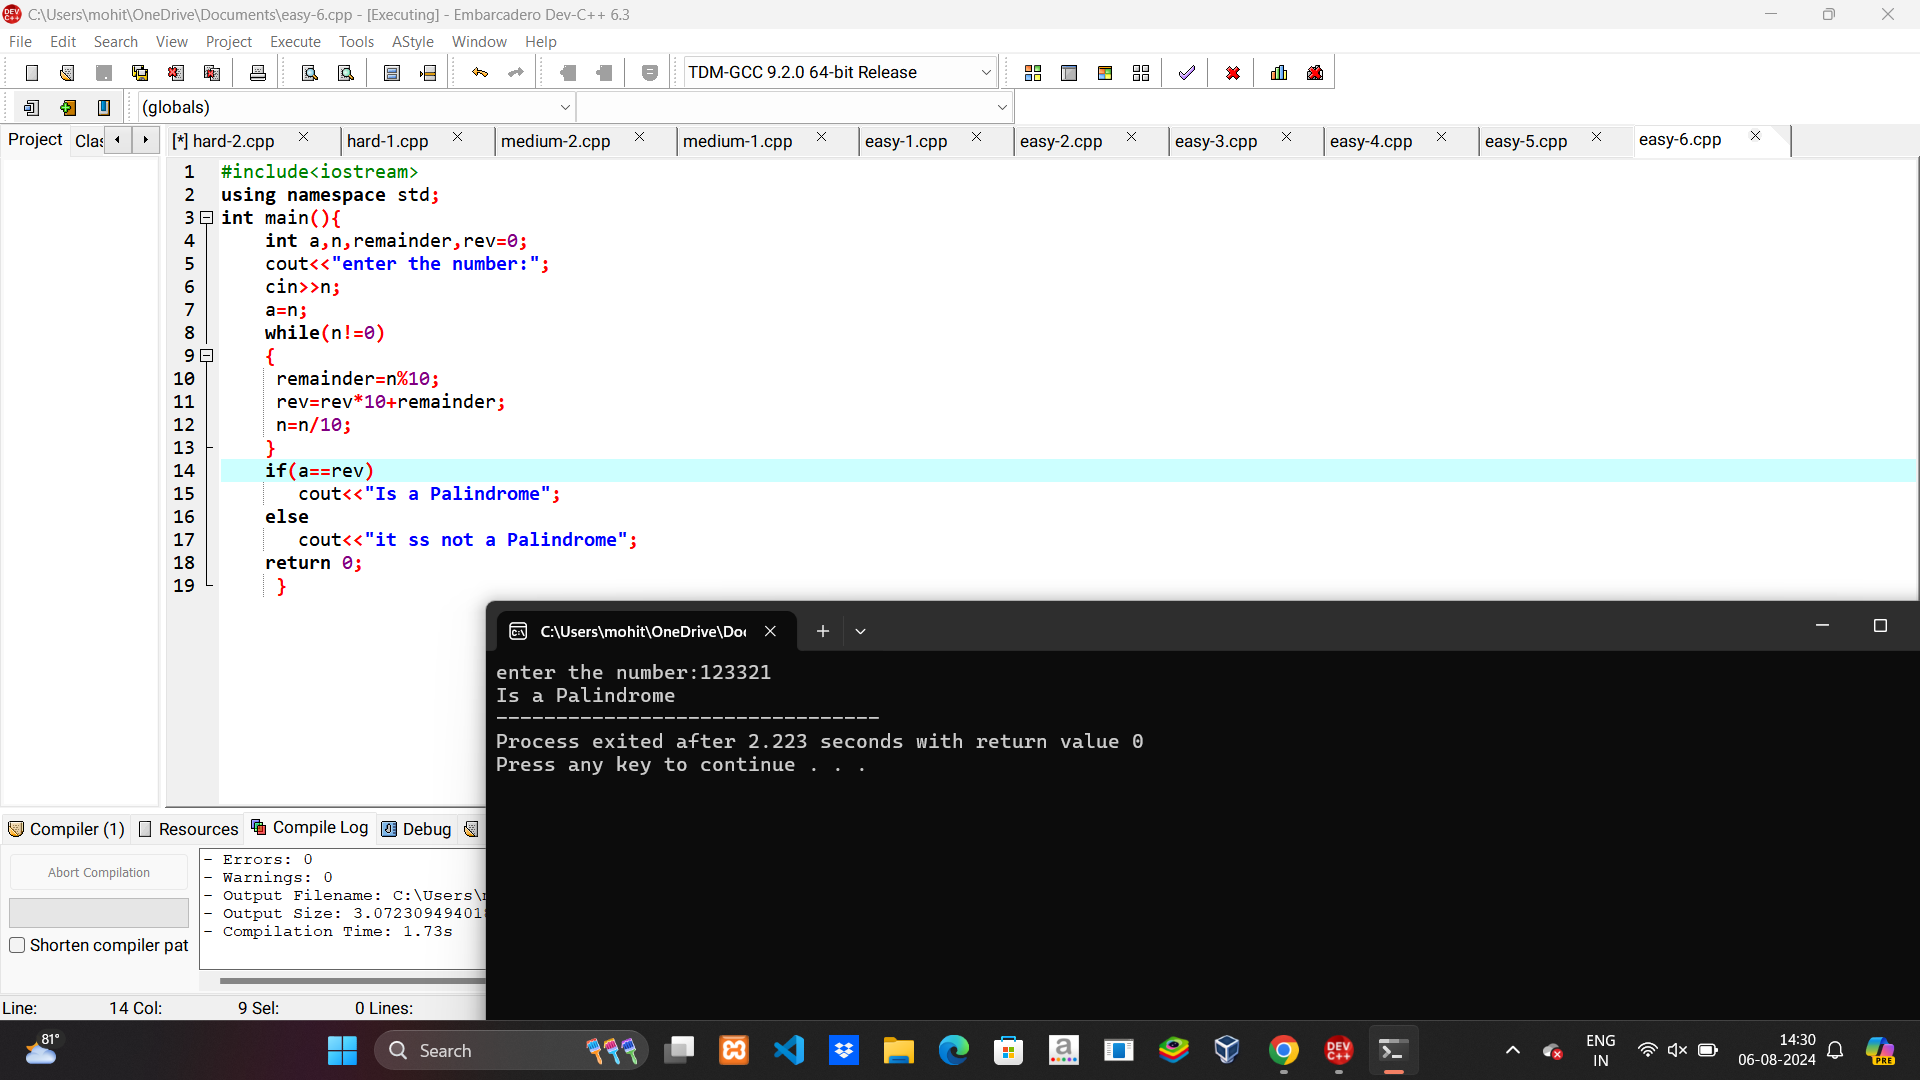 C:\Users\mohit\OneDrive\Documents\easy-6.cpp - [Executing] - Embarcadero Dev-C++ 6.3
File Edit Search View Project Execute Tools AStyle Window Help
TDM-GCC 9.2.0 64-bit Release
(globals)
Project Clas [*] hard-2.cpp hard-1.cpp medium-2.cpp medium-1.cpp easy-1.cpp easy-2.cpp easy-3.cpp easy-4.cpp easy-5.cpp easy-6.cpp
1 #include<iostream>
2 using namespace std;
3 int main(){
4 int a,n,remainder,rev=0;
5 cout<<"enter the number:";
6 cin>>n;
7 a=n;
8 while(n!=0)
9 {
10 remainder=n%10;
11 rev=rev*10+remainder;
12 n=n/10;
13 }
14 if(a==rev)
15 cout<<"Is a Palindrome";
16 else
17 cout<<"it ss not a Palindrome";
18 return 0;
19 }
C:\Users\mohit\OneDrive\Doc
enter the number:123321
Is a Palindrome
--------------------------------
Process exited after 2.223 seconds with return value 0
Press any key to continue . . .
Compiler (1) Resources Compile Log Debug
Abort Compilation
Shorten compiler pat
- Errors: 0
- Warnings: 0
- Output Filename: C:\Users\
- Output Size: 3.0723094940
- Compilation Time: 1.73s
Line: 14 Col: 9 Sel: 0 Lines:
81°
Search
DEV C++
ENG
IN
14:30
06-08-2024
PRE